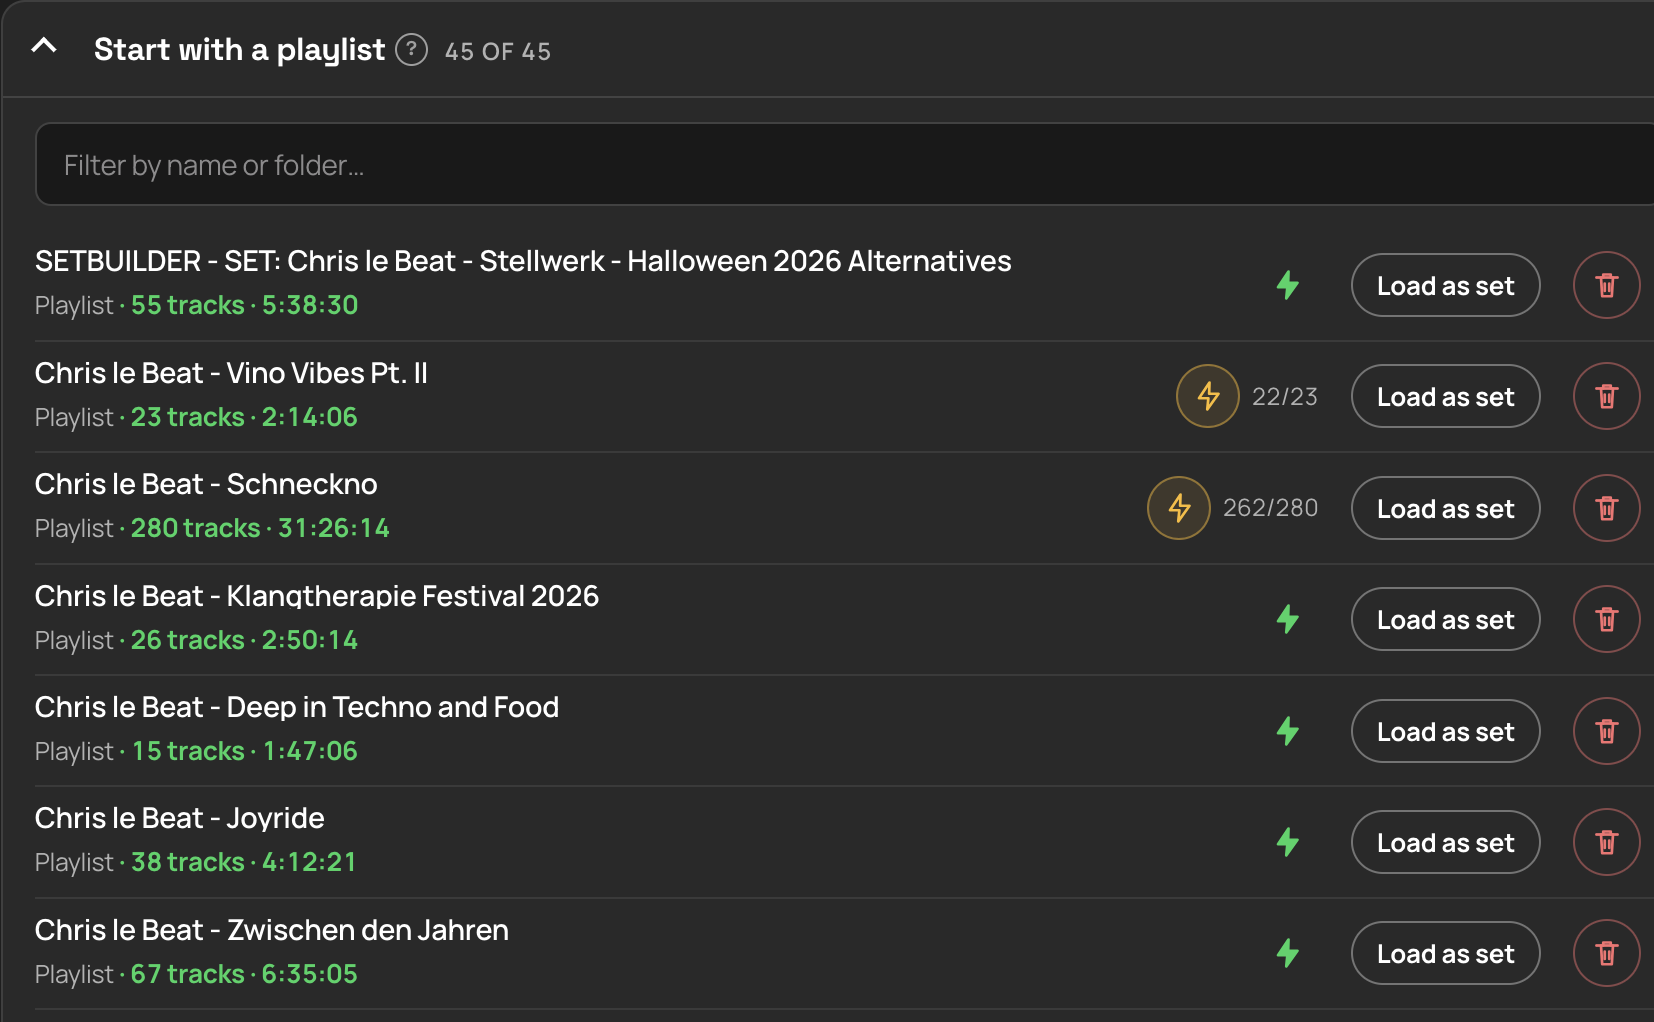 Start with a playlist ? 45 OF 45
Filter by name or folder...
SETBUILDER - SET: Chris le Beat - Stellwerk - Halloween 2026 Alternatives
Playlist · 55 tracks · 5:38:30
Load as set
Chris le Beat - Vino Vibes Pt. II
Playlist · 23 tracks · 2:14:06
22/23 Load as set
Chris le Beat - Schneckno
Playlist · 280 tracks · 31:26:14
262/280 Load as set
Chris le Beat - Klangtherapie Festival 2026
Playlist · 26 tracks · 2:50:14
Load as set
Chris le Beat - Deep in Techno and Food
Playlist · 15 tracks · 1:47:06
Load as set
Chris le Beat - Joyride
Playlist · 38 tracks · 4:12:21
Load as set
Chris le Beat - Zwischen den Jahren
Playlist · 67 tracks · 6:35:05
Load as set